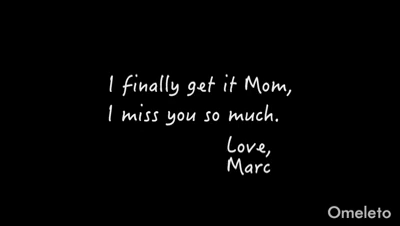 I finally get it Mom,
I miss you so much.
Love,
Marc
Omeleto